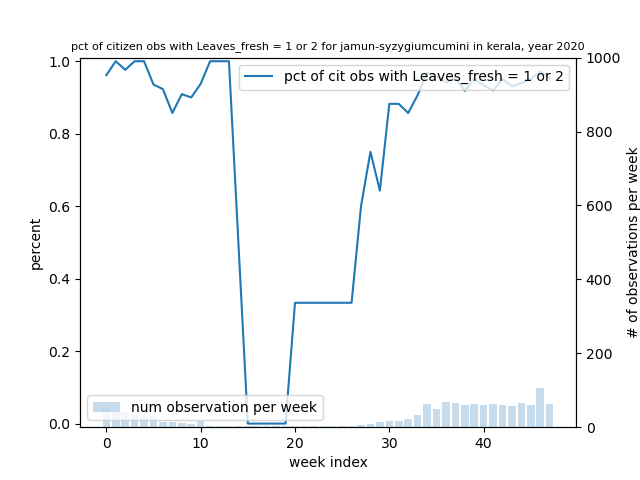 pct of citizen obs with Leaves_fresh = 1 or 2 for jamun-syzygiumcumini in kerala, year 2020
pct of cit obs with Leaves_fresh = 1 or 2
num observation per week
percent
1.0
0.8
0.6
0.4
0.2
0.0
0 10 20 30 40
week index
1000
800
600
400
200
0
# of observations per week